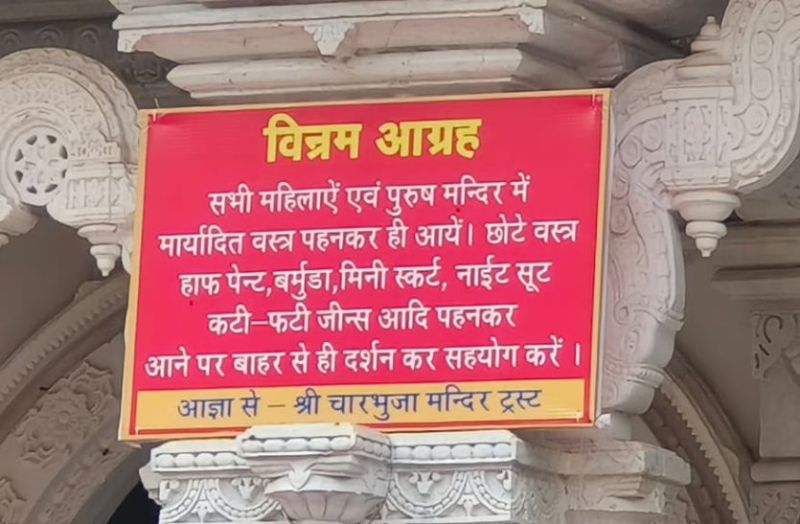 विनम्र आग्रह
सभी महिलाऐं एवं पुरुष मन्दिर में
मार्यादित वस्त्र पहनकर ही आयें। छोटे वस्त्र
हाफ पेन्ट,बर्मुडा,मिनी स्कर्ट, नाईट सूट
कटी–फटी जीन्स आदि पहनकर
आने पर बाहर से ही दर्शन कर सहयोग करें ।
आज्ञा से – श्री चारभुजा मन्दिर ट्रस्ट